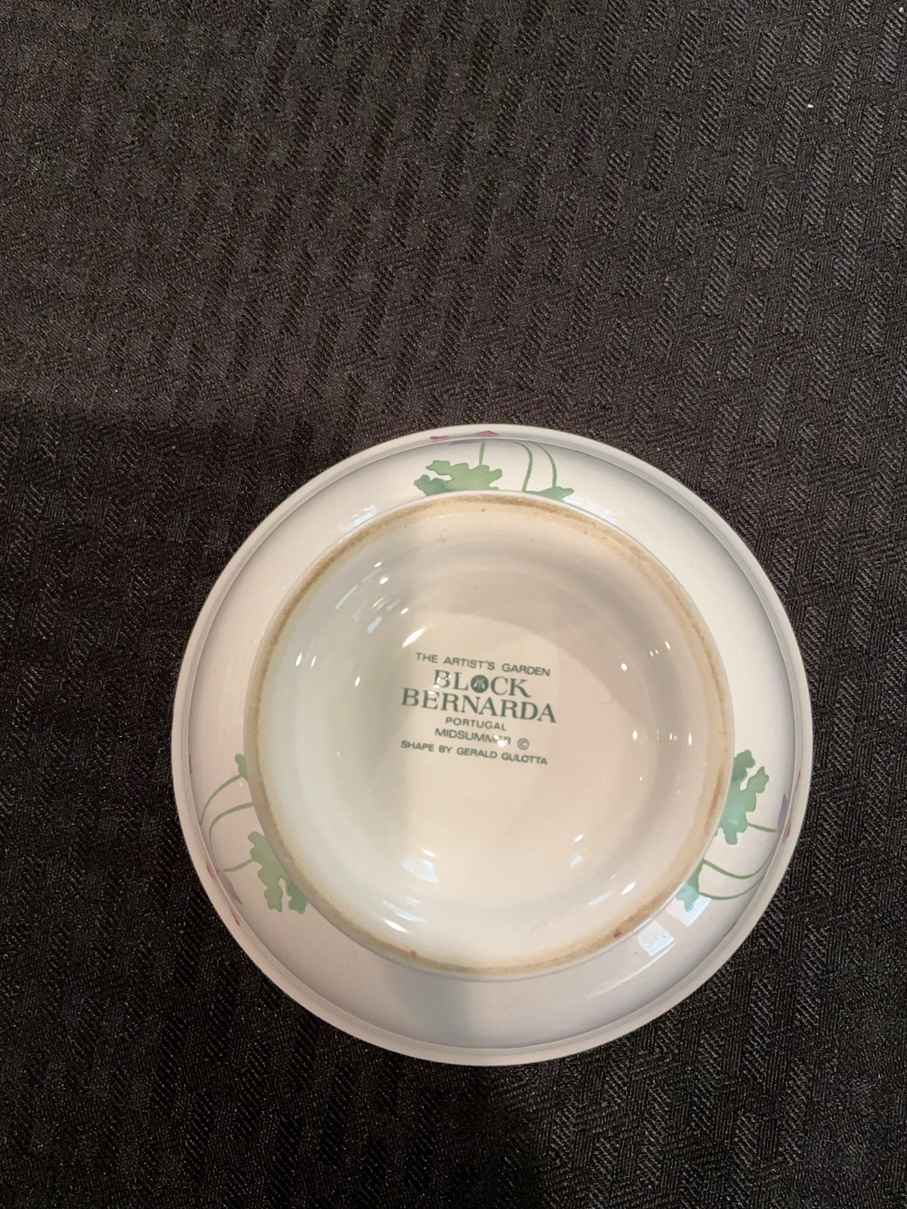 THE ARTIST'S GARDEN
BLOCK
BERNARDA
PORTUGAL
MIDSUMMER ©
SHAPE BY GERALD GULOTTA